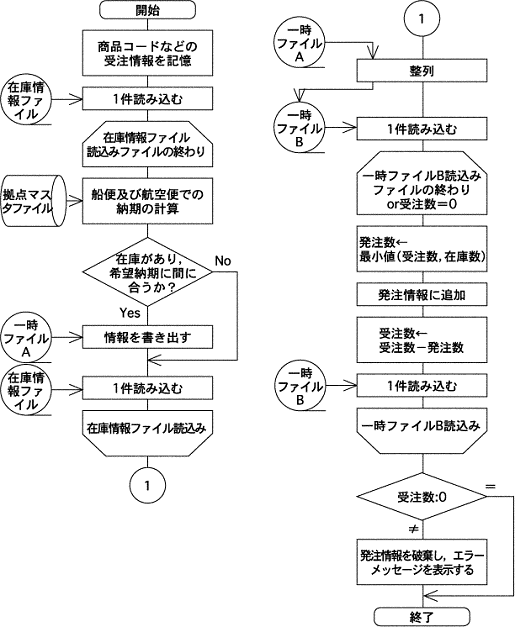 開始
商品コードなどの
受注情報を記憶
在庫情
報ファ
イル
1件読み込む
在庫情報ファイル
読込みファイルの終わり
拠点マス
タファイル
船便及び航空便での
納期の計算
在庫があり,
希望納期に間に
合うか?
No
Yes
一時
ファイル
A
情報を書き出す
在庫情
報ファ
イル
1件読み込む
在庫情報ファイル読込み
1
1
一時
ファイル
A
整列
一時
ファイル
B
1件読み込む
一時ファイルB読込み
ファイルの終わり
or受注数=0
発注数←
最小値(受注数,在庫数)
発注情報に追加
受注数←
受注数-発注数
一時
ファイル
B
1件読み込む
一時ファイルB読込み
受注数:0
=
≠
発注情報を破棄し,エラー
メッセージを表示する
終了